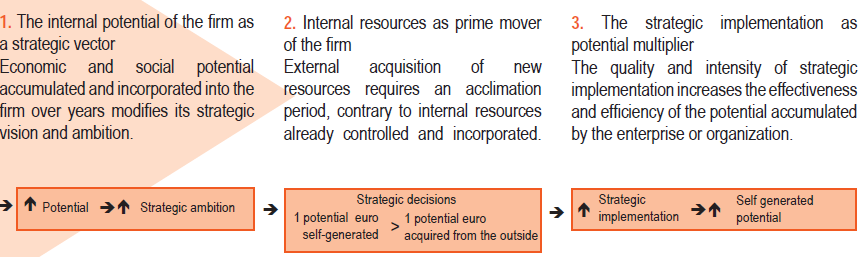 1. The internal potential of the firm as
a strategic vector
Economic and social potential
accumulated and incorporated into the
firm over years modifies its strategic
vision and ambition.
2. Internal resources as prime mover
of the firm
External acquisition of new
resources requires an acclimation
period, contrary to internal resources
already controlled and incorporated.
3. The strategic implementation as
potential multiplier
The quality and intensity of strategic
implementation increases the effectiveness
and efficiency of the potential accumulated
by the enterprise or organization.
➔ 🡹 Potential ➔🡹 Strategic ambition
➔ Strategic decisions
1 potential euro
self-generated
>
1 potential euro
acquired from the outside
➔ 🡹 Strategic
implementation
➔🡹 Self generated
potential